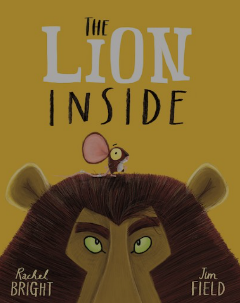 THE
LION
INSIDE
Rachel BRIGHT
Jim FIELD